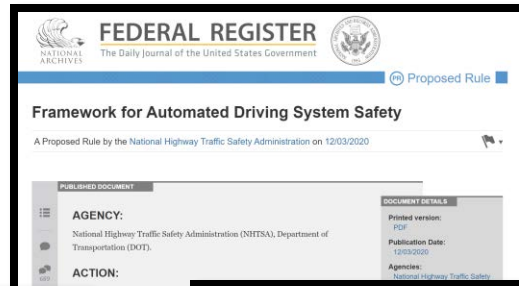 NATIONAL
ARCHIVES
FEDERAL REGISTER
The Daily Journal of the United States Government
PR Proposed Rule
Framework for Automated Driving System Safety
A Proposed Rule by the National Highway Traffic Safety Administration on 12/03/2020
PUBLISHED DOCUMENT
AGENCY:
National Highway Traffic Safety Administration (NHTSA), Department of
Transportation (DOT).
ACTION:
DOCUMENT DETAILS
Printed version:
PDF
Publication Date:
12/03/2020
Agencies:
National Highway Traffic Safety